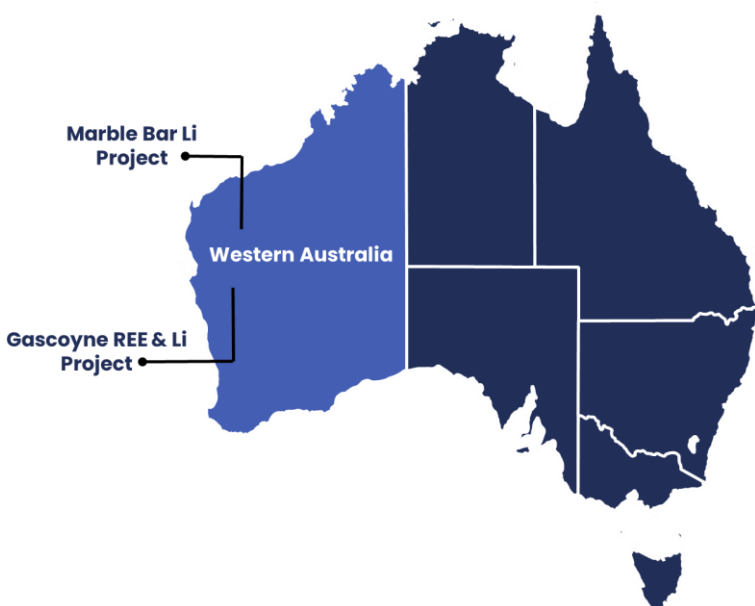 Marble Bar Li
Project
Western Australia
Gascoyne REE & Li
Project